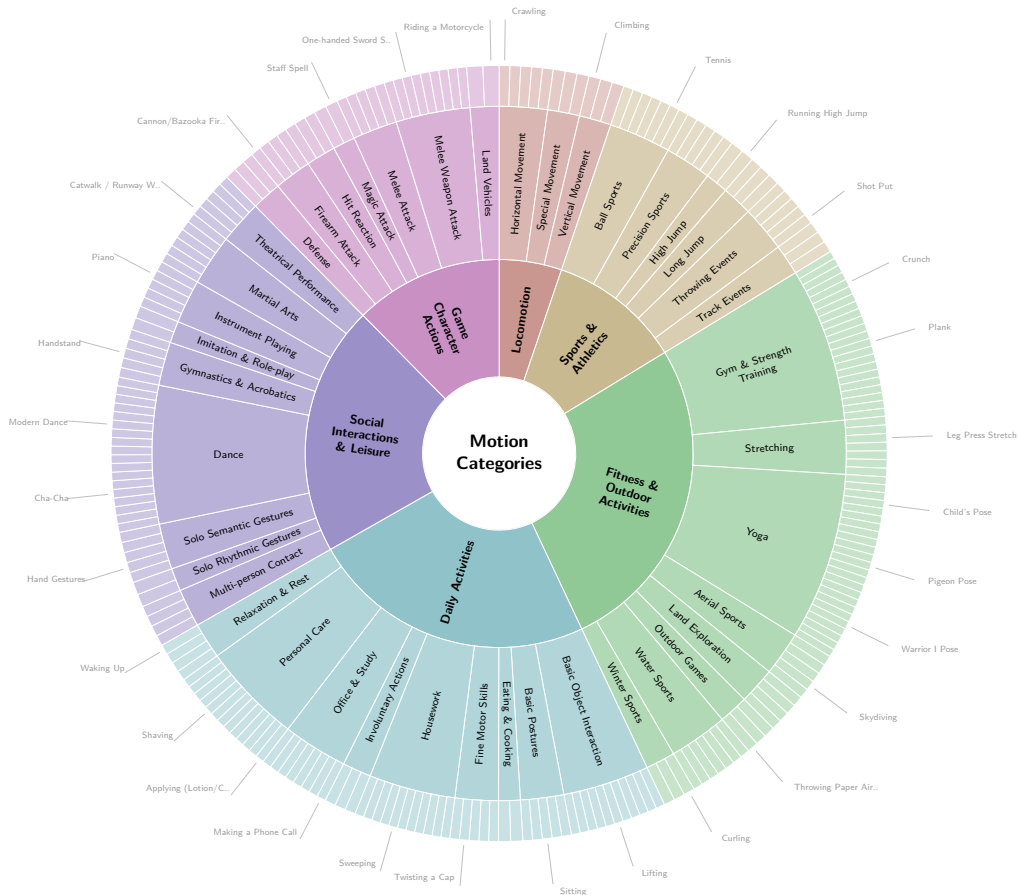 Motion
Categories
Locomotion
Sports &
Athletics
Fitness &
Outdoor
Activities
Daily Activities
Social
Interactions
& Leisure
Game
Character
Actions
Horizontal Movement
Special Movement
Vertical Movement
Ball Sports
Precision Sports
High Jump
Long Jump
Throwing Events
Track Events
Gym & Strength
Training
Stretching
Yoga
Aerial Sports
Land Exploration
Outdoor Games
Water Sports
Winter Sports
Basic Object Interaction
Basic Postures
Eating & Cooking
Fine Motor Skills
Housework
Involuntary Actions
Office & Study
Personal Care
Relaxation & Rest
Multi-person Contact
Solo Rhythmic Gestures
Solo Semantic Gestures
Dance
Gymnastics & Acrobatics
Imitation & Role-play
Instrument Playing
Martial Arts
Theatrical Performance
Defense
Firearm Attack
Hit Reaction
Magic Attack
Melee Attack
Melee Weapon Attack
Land Vehicles
Crawling
Climbing
Tennis
Running High Jump
Shot Put
Crunch
Plank
Leg Press Stretch
Child's Pose
Pigeon Pose
Warrior I Pose
Skydiving
Throwing Paper Air..
Curling
Lifting
Sitting
Twisting a Cap
Sweeping
Making a Phone Call
Applying (Lotion/C..
Shaving
Waking Up
Hand Gestures
Cha-Cha
Modern Dance
Handstand
Piano
Catwalk / Runway W..
Cannon/Bazooka Fir..
Staff Spell
One-handed Sword S..
Riding a Motorcycle